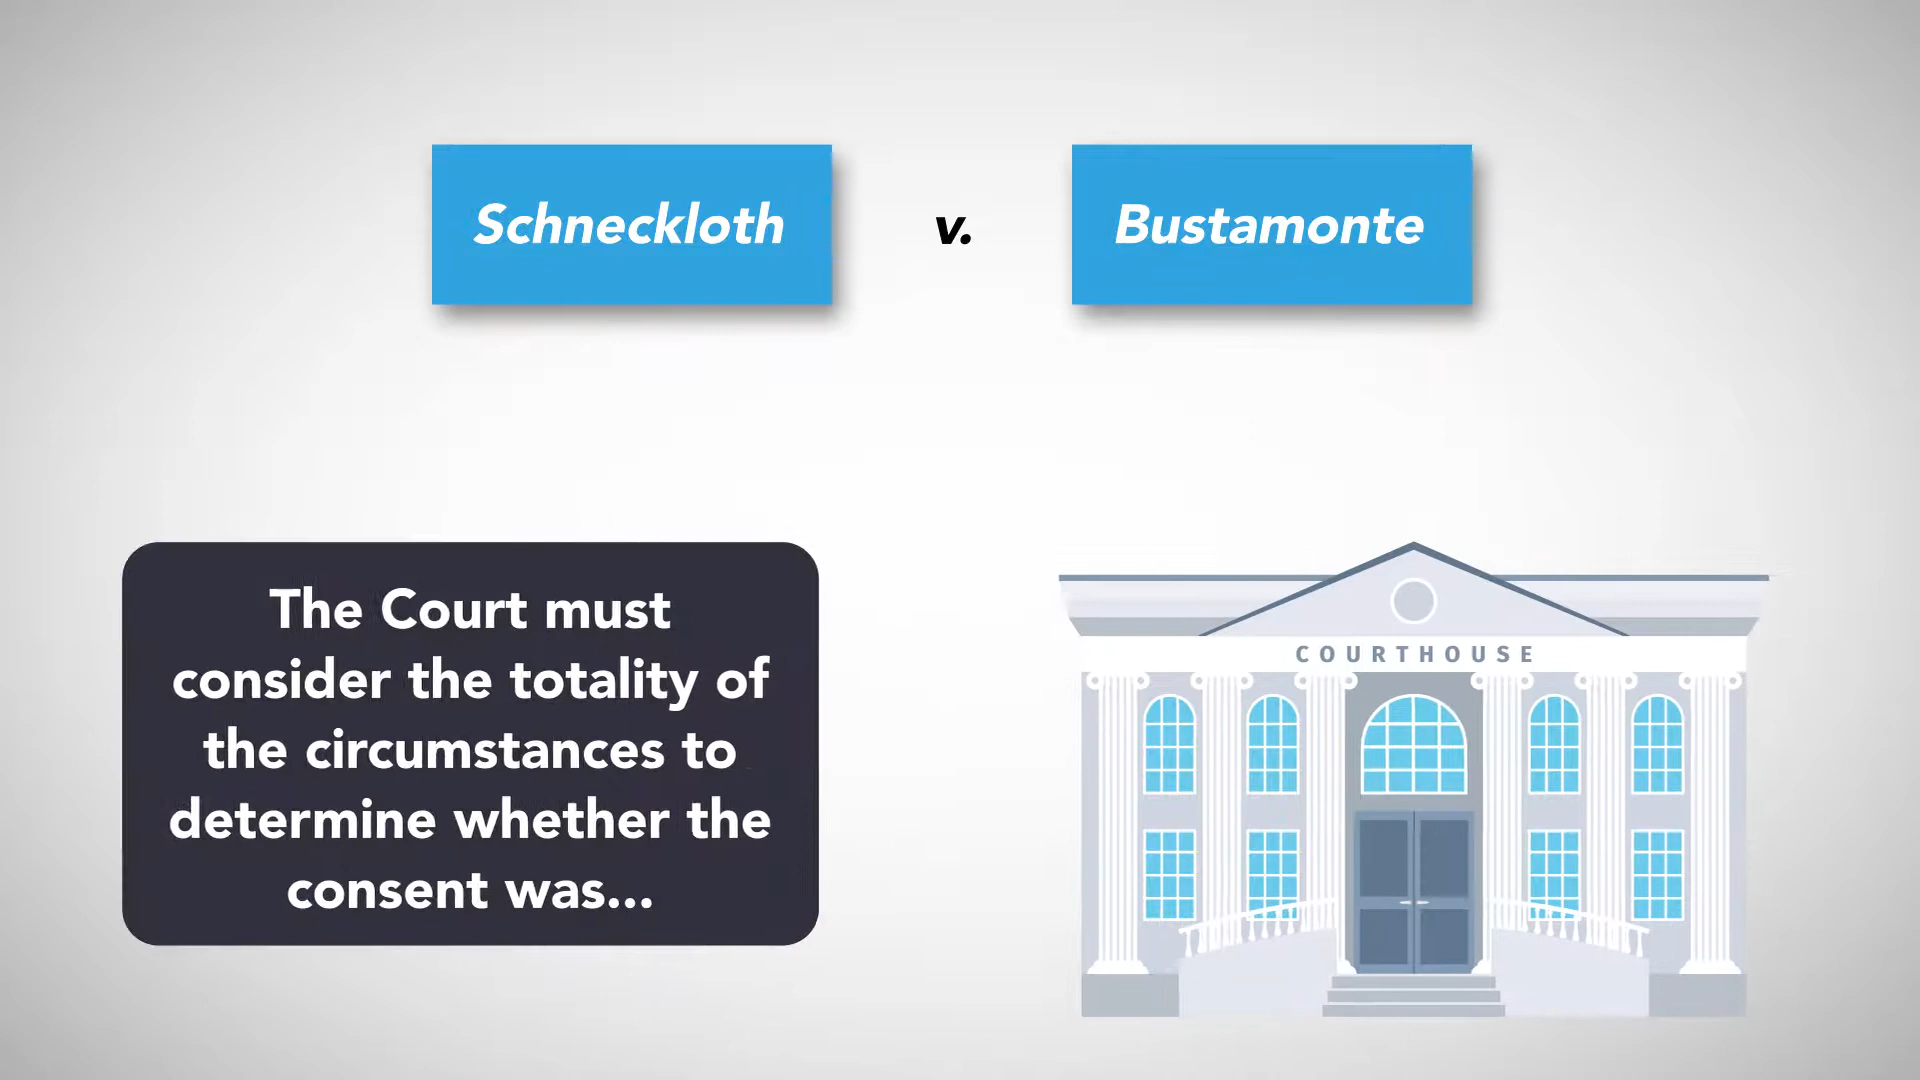 Schneckloth v. Bustamonte
The Court must
consider the totality of
the circumstances to
determine whether the
consent was...
COURTHOUSE